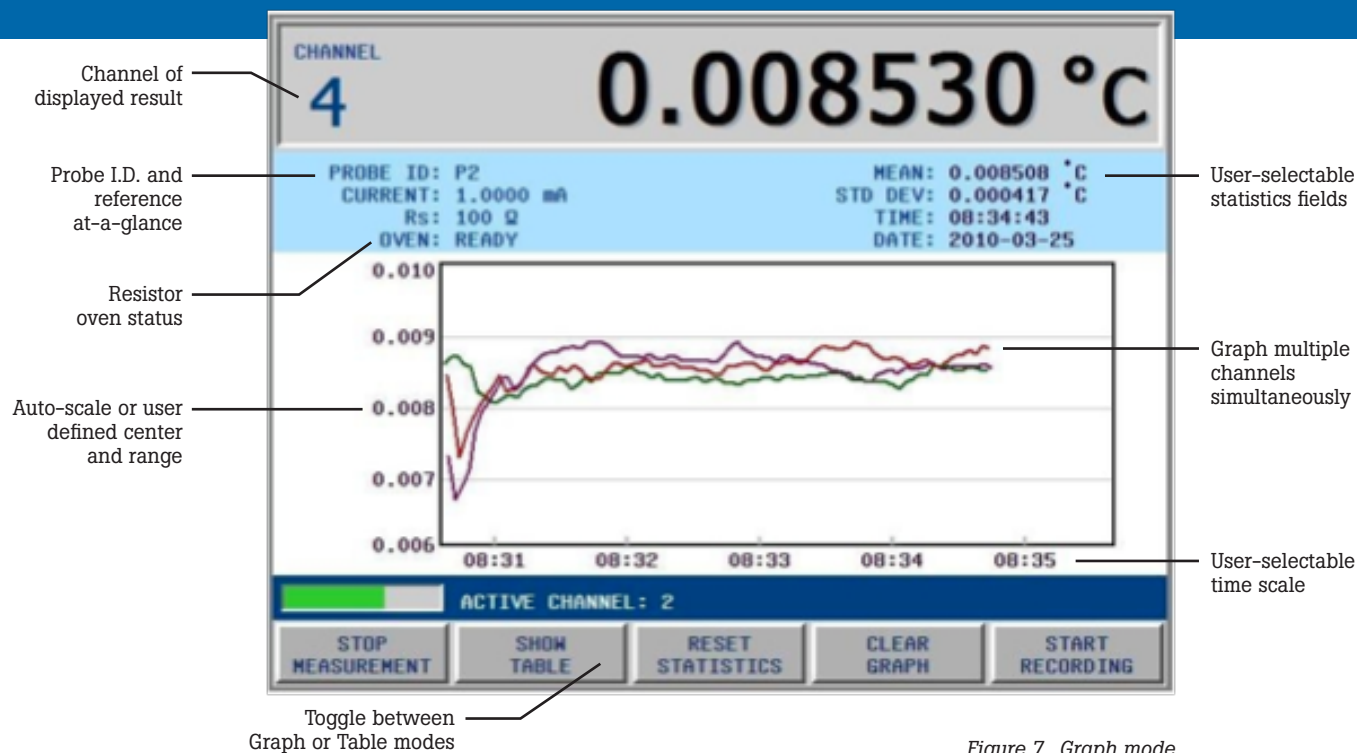 CHANNEL
4
0.008530 °C
Channel of
displayed result
Probe I.D. and
reference
at-a-glance
PROBE ID: P2
CURRENT: 1.0000 mA
Rs: 100 Ω
OVEN: READY
MEAN: 0.008508 °C
STD DEV: 0.000417 °C
TIME: 08:34:43
DATE: 2010-03-25
User-selectable
statistics fields
Resistor
oven status
0.010
0.009
0.008
0.007
0.006
Graph multiple
channels
simultaneously
Auto-scale or user
defined center
and range
08:31 08:32 08:33 08:34 08:35
User-selectable
time scale
ACTIVE CHANNEL: 2
STOP
MEASUREMENT
SHOW
TABLE
RESET
STATISTICS
CLEAR
GRAPH
START
RECORDING
Toggle between
Graph or Table modes
Figure 7. Graph mode